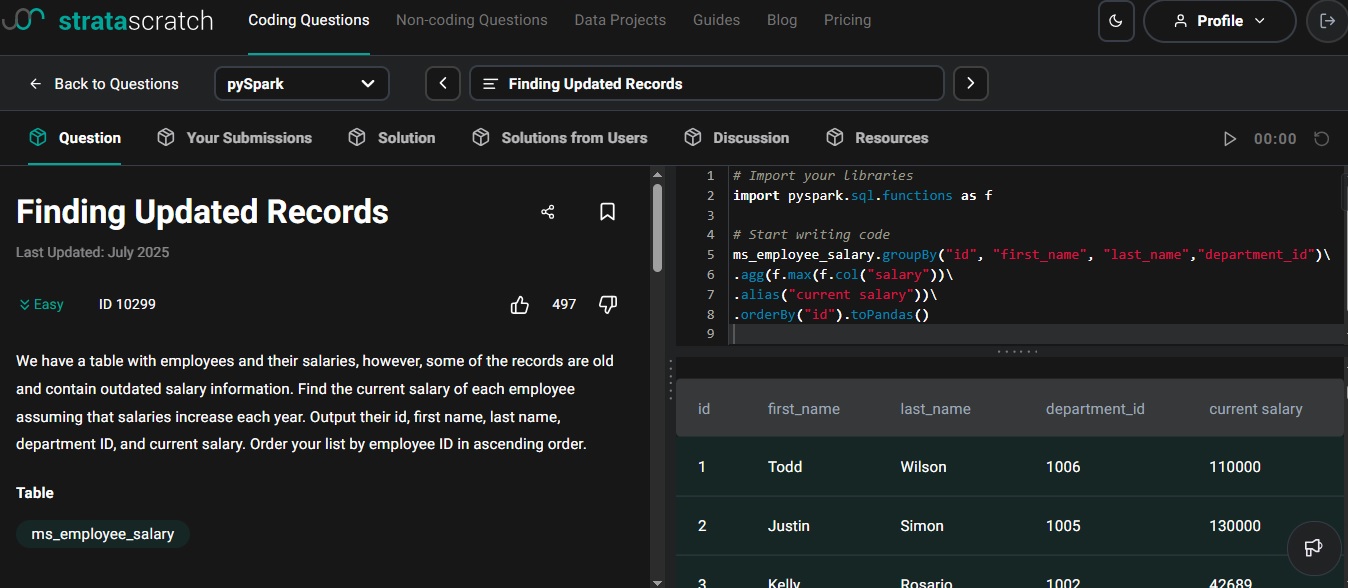 stratascratch
Coding Questions
Non-coding Questions
Data Projects
Guides
Blog
Pricing
Profile
Back to Questions
pySpark
Finding Updated Records
Question
Your Submissions
Solution
Solutions from Users
Discussion
Resources
00:00
Finding Updated Records
Last Updated: July 2025
Easy
ID 10299
497
We have a table with employees and their salaries, however, some of the records are old
and contain outdated salary information. Find the current salary of each employee
assuming that salaries increase each year. Output their id, first name, last name,
department ID, and current salary. Order your list by employee ID in ascending order.
Table
ms_employee_salary
1 # Import your libraries
2 import pyspark.sql.functions as f
3
4 # Start writing code
5 ms_employee_salary.groupBy("id", "first_name", "last_name","department_id")\
6 .agg(f.max(f.col("salary"))\
7 .alias("current salary"))\
8 .orderBy("id").toPandas()
9
id first_name last_name department_id current salary
1 Todd Wilson 1006 110000
2 Justin Simon 1005 130000
3 Kelly Rosario 1002 42689